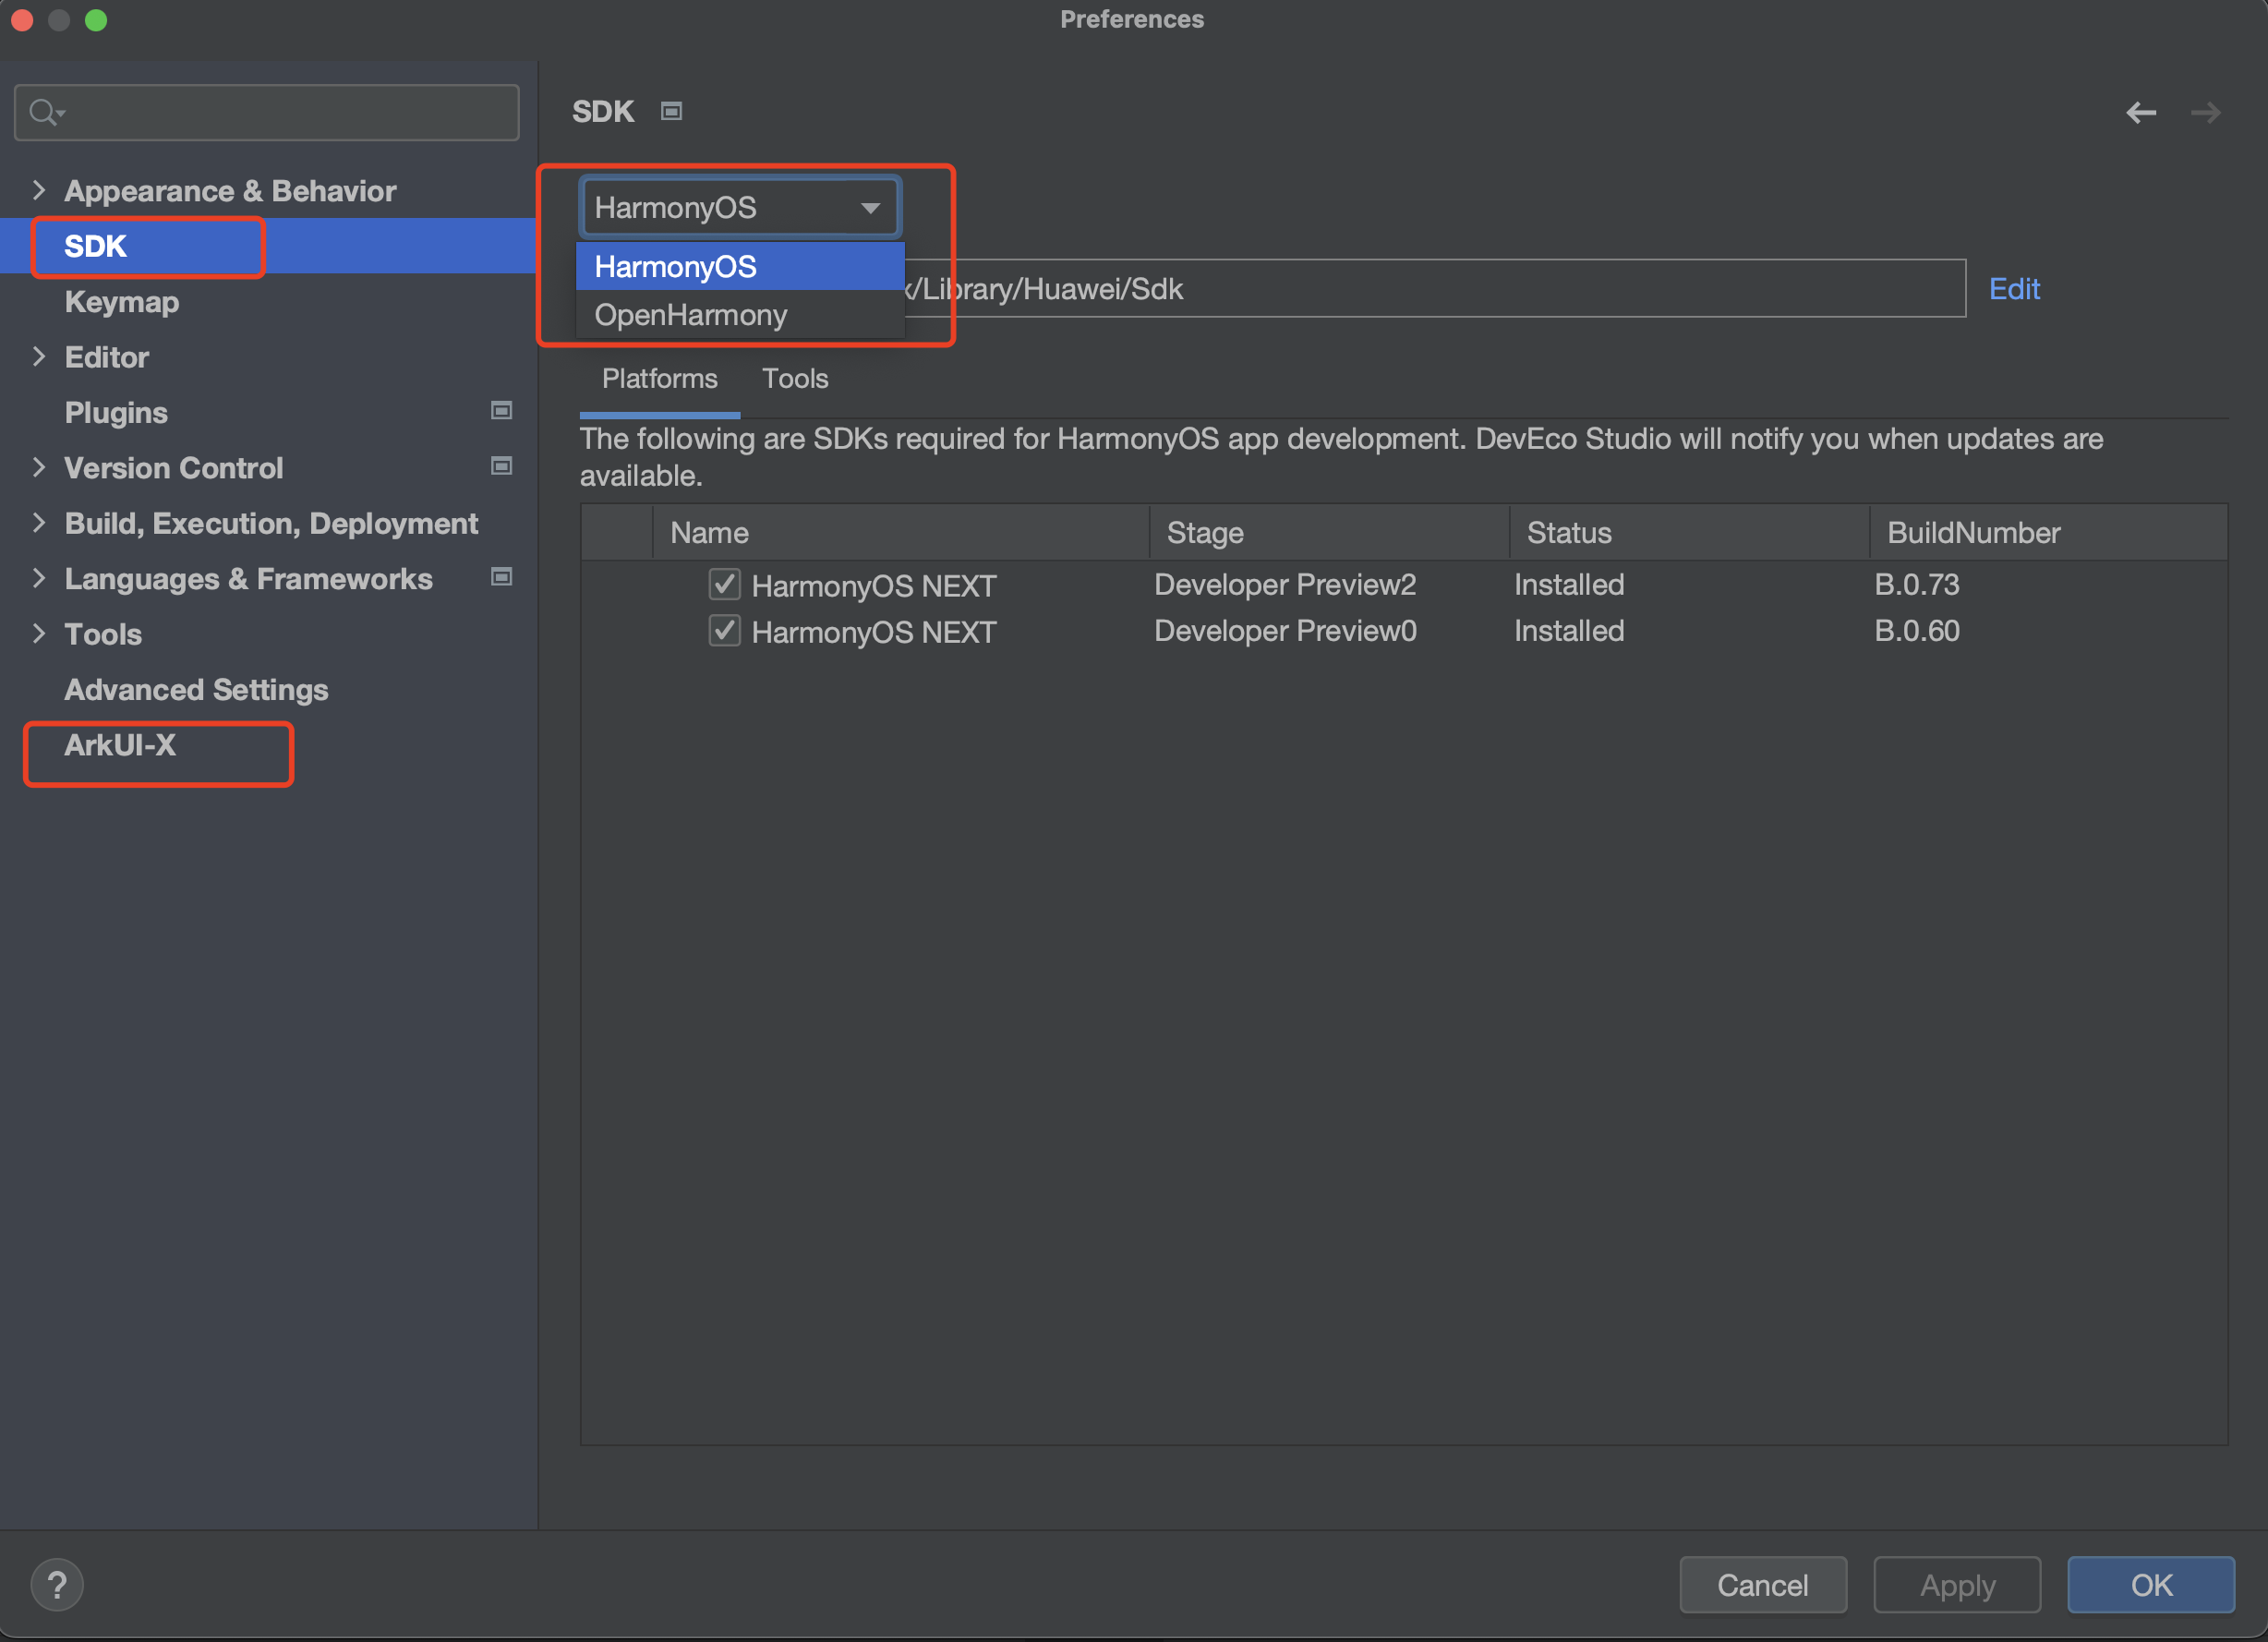 Preferences
SDK
Appearance & Behavior
SDK
Keymap
Editor
Plugins
Version Control
Build, Execution, Deployment
Languages & Frameworks
Tools
Advanced Settings
ArkUI-X
HarmonyOS
HarmonyOS
OpenHarmony
/Library/Huawei/Sdk
Edit
Platforms Tools
The following are SDKs required for HarmonyOS app development. DevEco Studio will notify you when updates are
available.
Name Stage Status BuildNumber
HarmonyOS NEXT Developer Preview2 Installed B.0.73
HarmonyOS NEXT Developer Preview0 Installed B.0.60
?
Cancel Apply OK